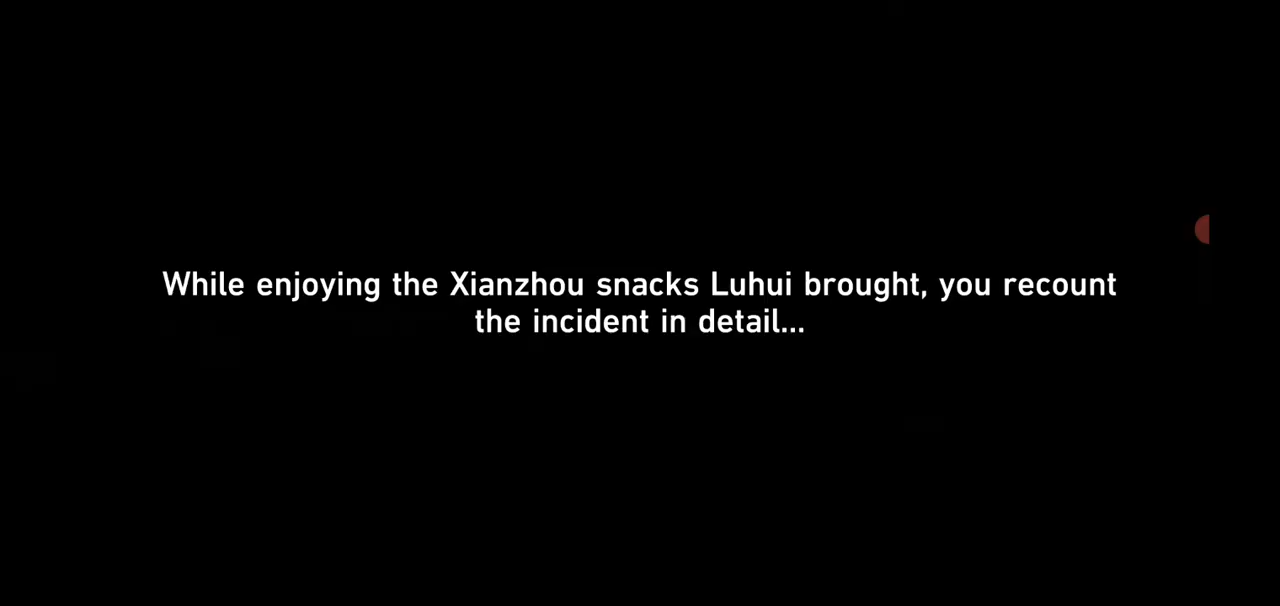 While enjoying the Xianzhou snacks Luhui brought, you recount
the incident in detail...